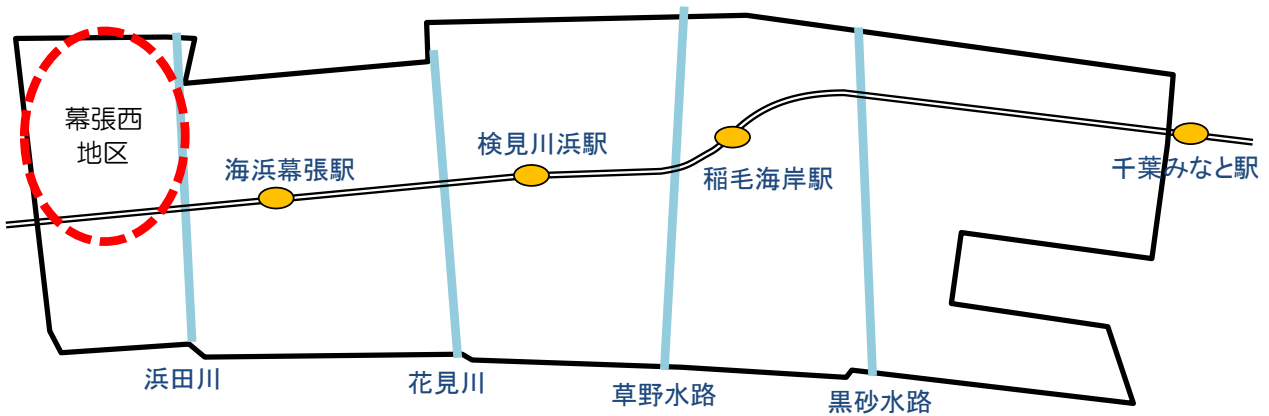 幕張西
地区
海浜幕張駅
検見川浜駅
稲毛海岸駅
千葉みなと駅
浜田川
花見川
草野水路
黒砂水路